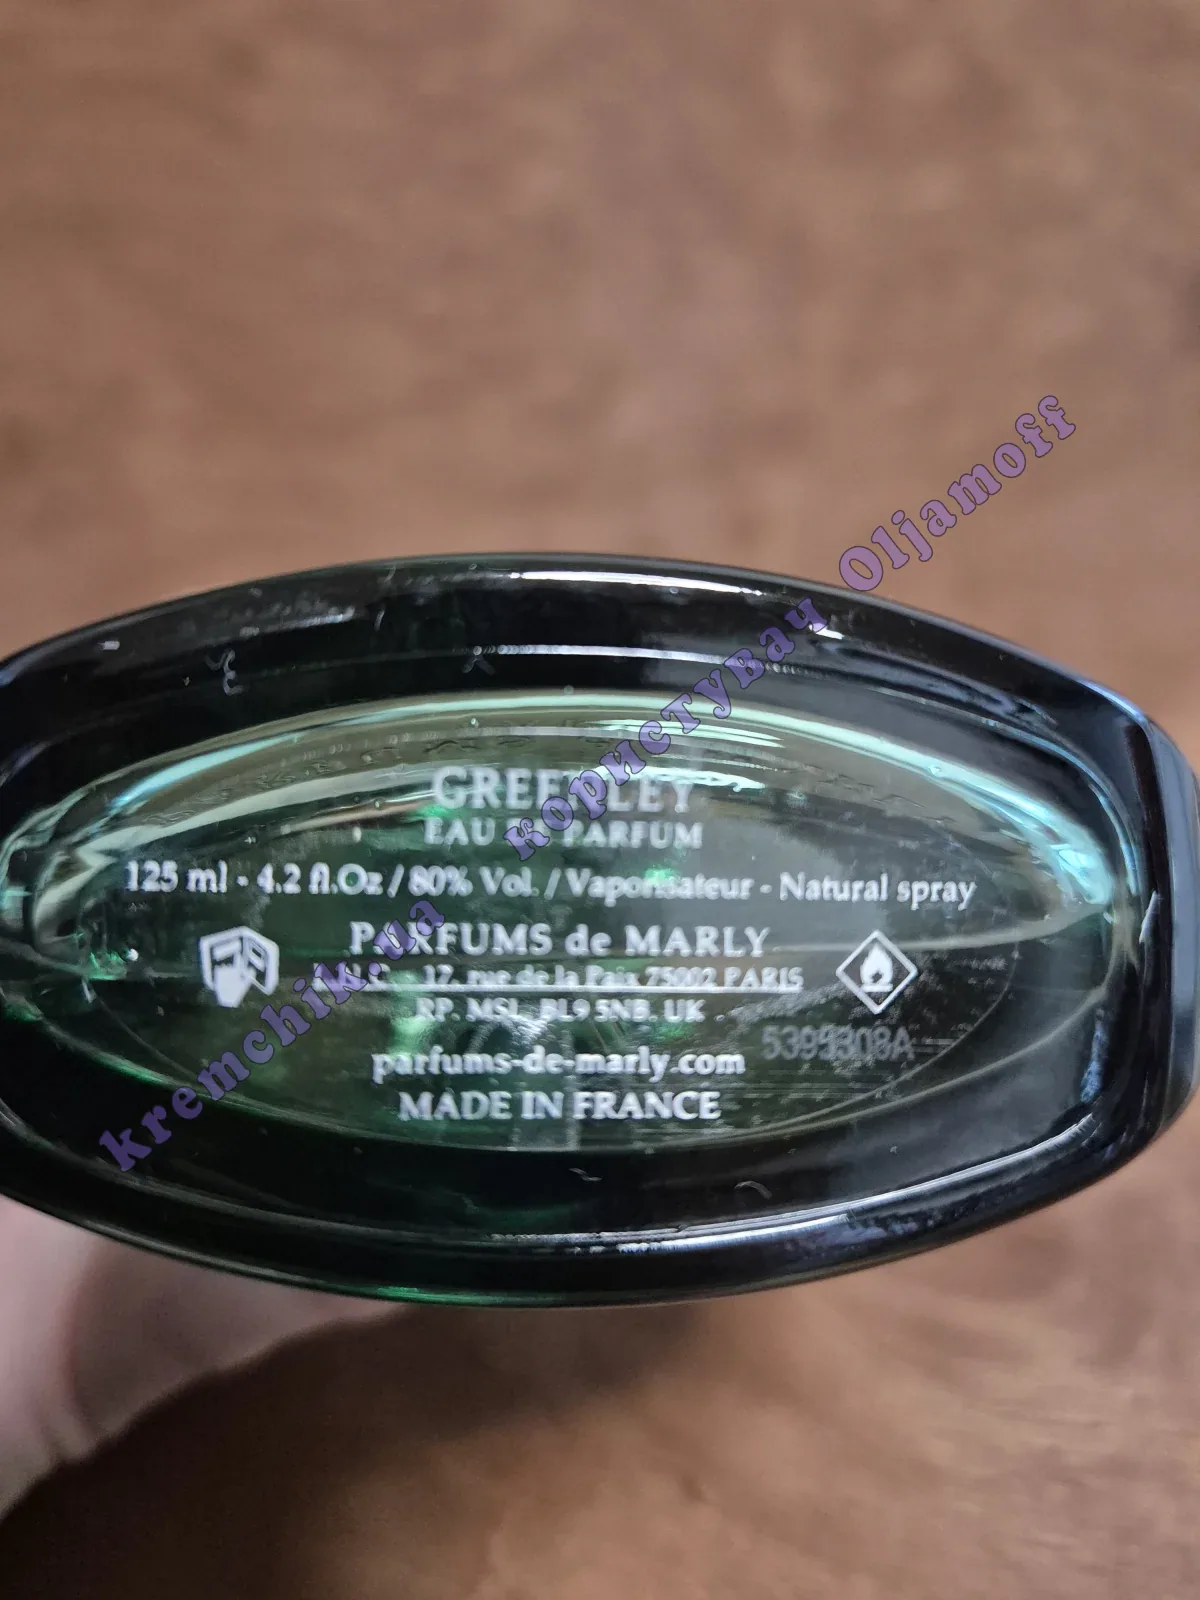 GREENLEY
EAU DE PARFUM
125 ml - 4.2 fl.Oz / 80% Vol. / Vaporisateur - Natural spray
PARFUMS de MARLY
17, rue de la Paix 75002 PARIS
RP. MSL, BL9 5NB, UK
5395308A
parfums-de-marly.com
MADE IN FRANCE
kremchik.ua користувач Oljamoff